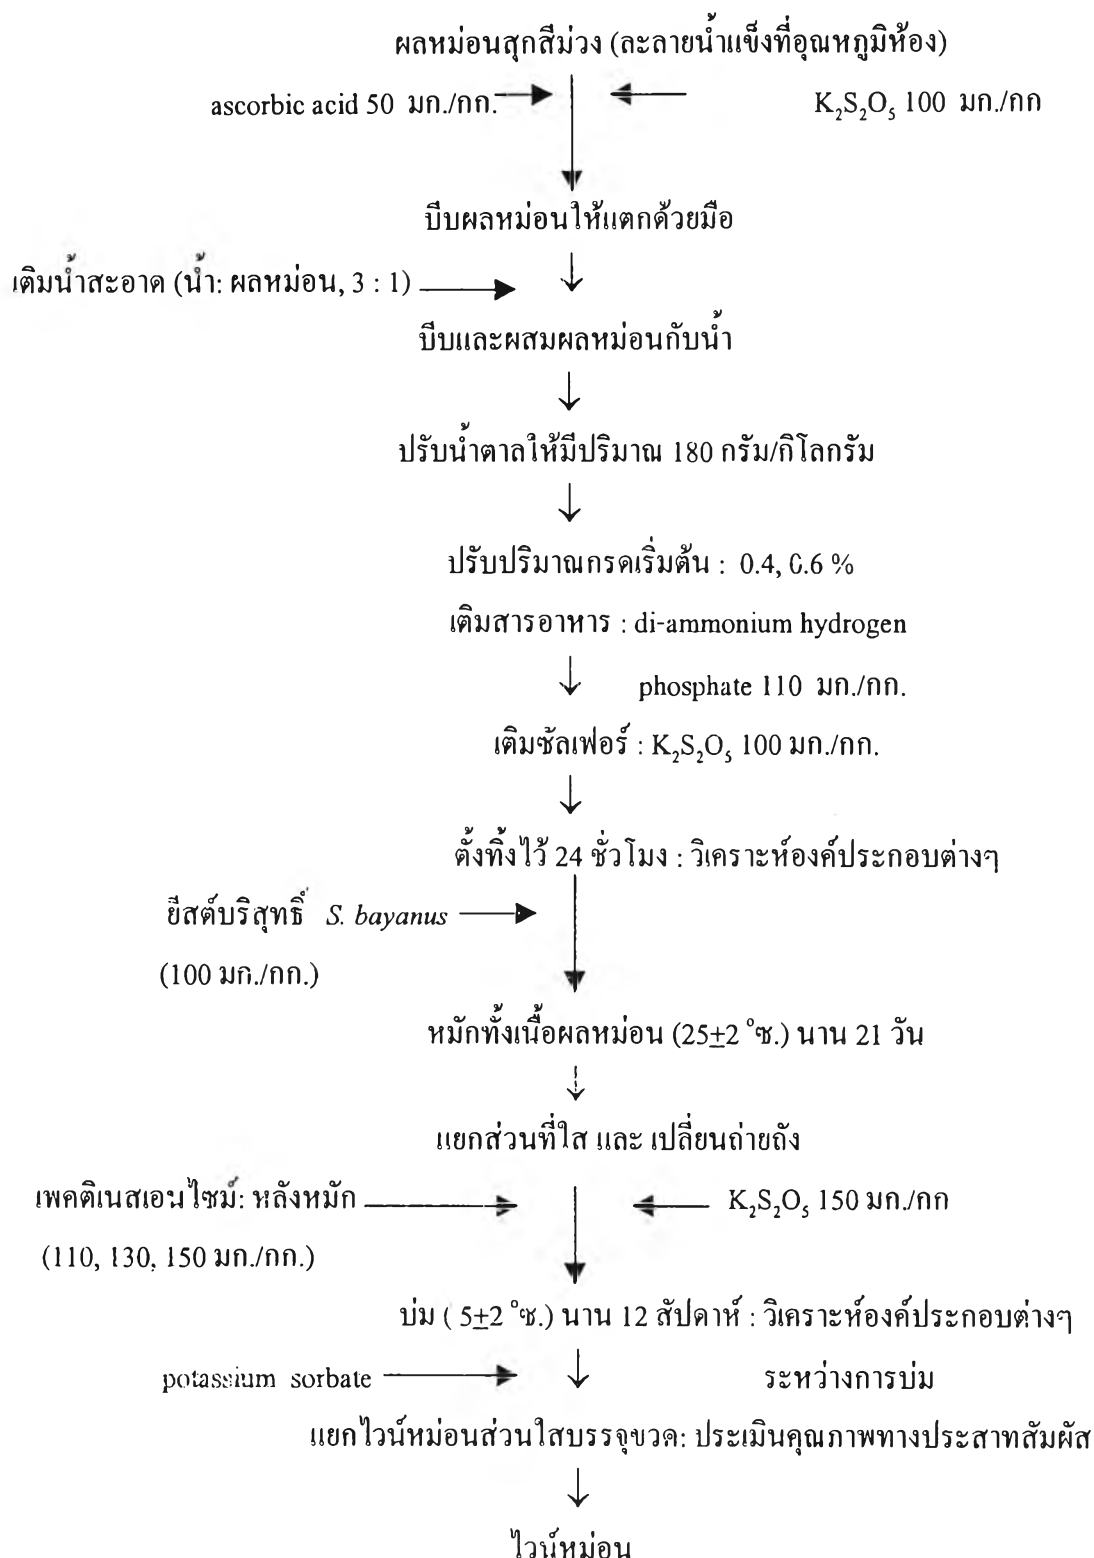 ผลหม่อนสุกสีม่วง (ละลายน้ำแข็งที่อุณหภูมิห้อง)
ascorbic acid 50 มก./กก. K₂S₂O₅ 100 มก./กก
บีบผลหม่อนให้แตกด้วยมือ
เติมน้ำสะอาด (น้ำ: ผลหม่อน, 3 : 1)
บีบและผสมผลหม่อนกับน้ำ
ปรับน้ำตาลให้มีปริมาณ 180 กรัม/กิโลกรัม
ปรับปริมาณกรดเริ่มต้น : 0.4, 0.6 %
เติมสารอาหาร : di-ammonium hydrogen
phosphate 110 มก./กก.
เติมซัลเฟอร์ : K₂S₂O₅ 100 มก./กก.
ตั้งทิ้งไว้ 24 ชั่วโมง : วิเคราะห์องค์ประกอบต่างๆ
ยีสต์บริสุทธิ์ S. bayanus
(100 มก./กก.)
หมักทั้งเนื้อผลหม่อน (25±2 °ซ.) นาน 21 วัน
แยกส่วนที่ใส และ เปลี่ยนถ่ายถัง
เพคติเนสเอนไซม์: หลังหมัก K₂S₂O₅ 150 มก./กก
(110, 130, 150 มก./กก.)
บ่ม ( 5±2 °ซ.) นาน 12 สัปดาห์ : วิเคราะห์องค์ประกอบต่างๆ
potassium sorbate ระหว่างการบ่ม
แยกไวน์หม่อนส่วนใสบรรจุขวด: ประเมินคุณภาพทางประสาทสัมผัส
ไวน์หม่อน